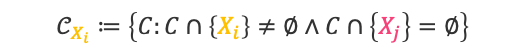 𝒞_{X_i} ≔ {C: C ∩ {X_i} ≠ ∅ ∧ C ∩ {X_j} = ∅}